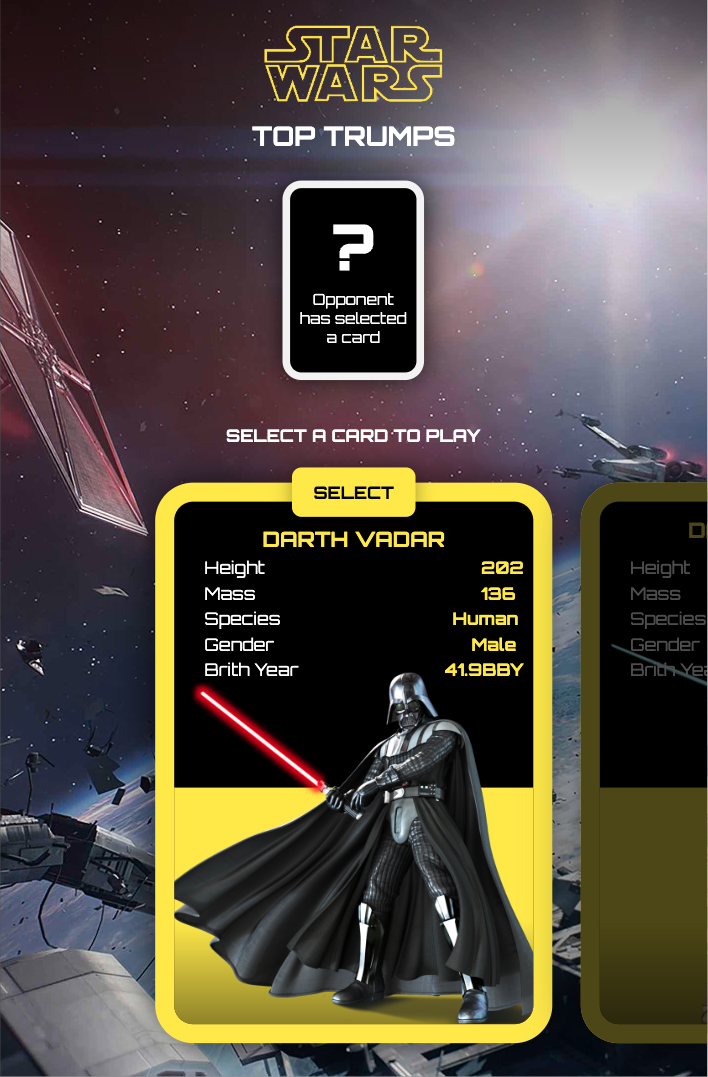 STAR
WARS
TOP TRUMPS
?
Opponent
has selected
a card
SELECT A CARD TO PLAY
SELECT
DARTH VADAR
Height 202
Mass 136
Species Human
Gender Male
Brith Year 41.9BBY
Height
Mass
Species
Gender